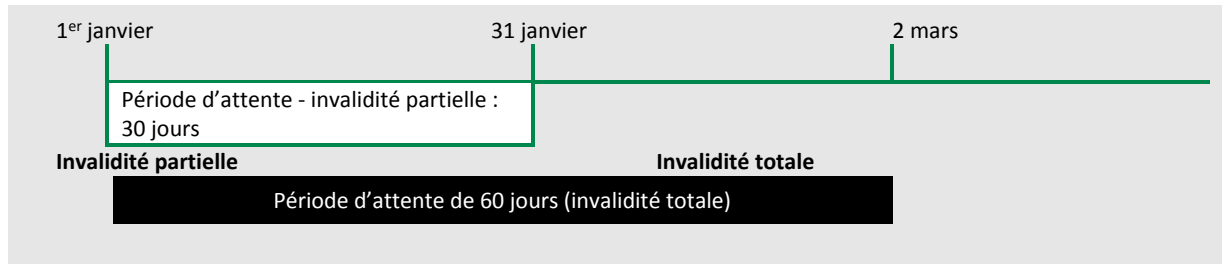 1er janvier 31 janvier 2 mars
Période d’attente - invalidité partielle :
30 jours
Invalidité partielle Invalidité totale
Période d’attente de 60 jours (invalidité totale)